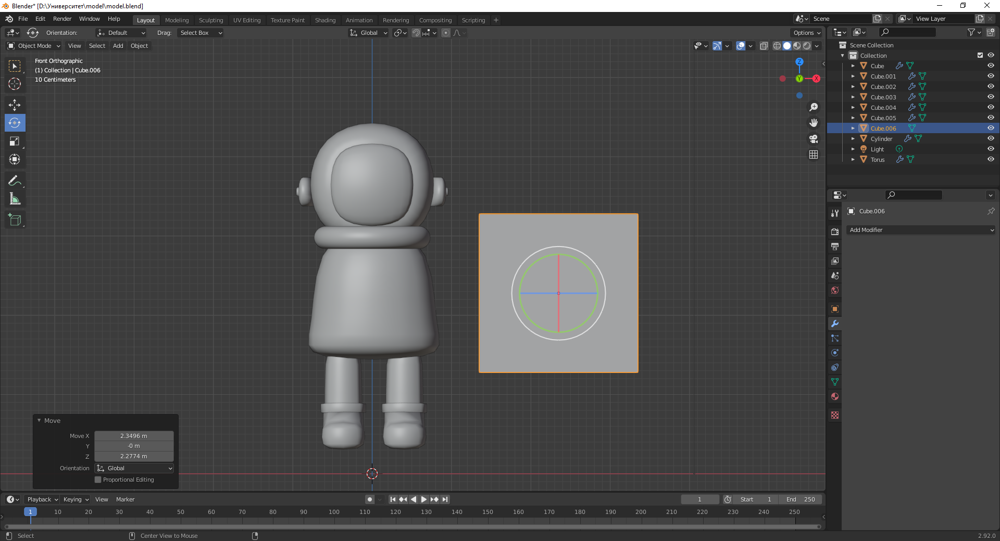 Blender* [D:\Университет\model\model.blend]
File Edit Render Window Help Layout Modeling Sculpting UV Editing Texture Paint Shading Animation Rendering Compositing Scripting + Scene View Layer
Orientation: Default Drag: Select Box Global Options
Object Mode View Select Add Object
Front Orthographic
(1) Collection | Cube.006
10 Centimeters
Z
Y
X
Scene Collection
Collection
Cube
Cube.001
Cube.002
Cube.003
Cube.004
Cube.005
Cube.006
Cylinder
Light
Torus
Cube.006
Add Modifier
Move
Move X 2.3496 m
Y -0 m
Z 2.2774 m
Orientation Global
Proportional Editing
Playback Keying View Marker 1 Start 1 End 250
1 10 20 30 40 50 60 70 80 90 100 110 120 130 140 150 160 170 180 190 200 210 220 230 240 250
Select Center View to Mouse 2.92.0